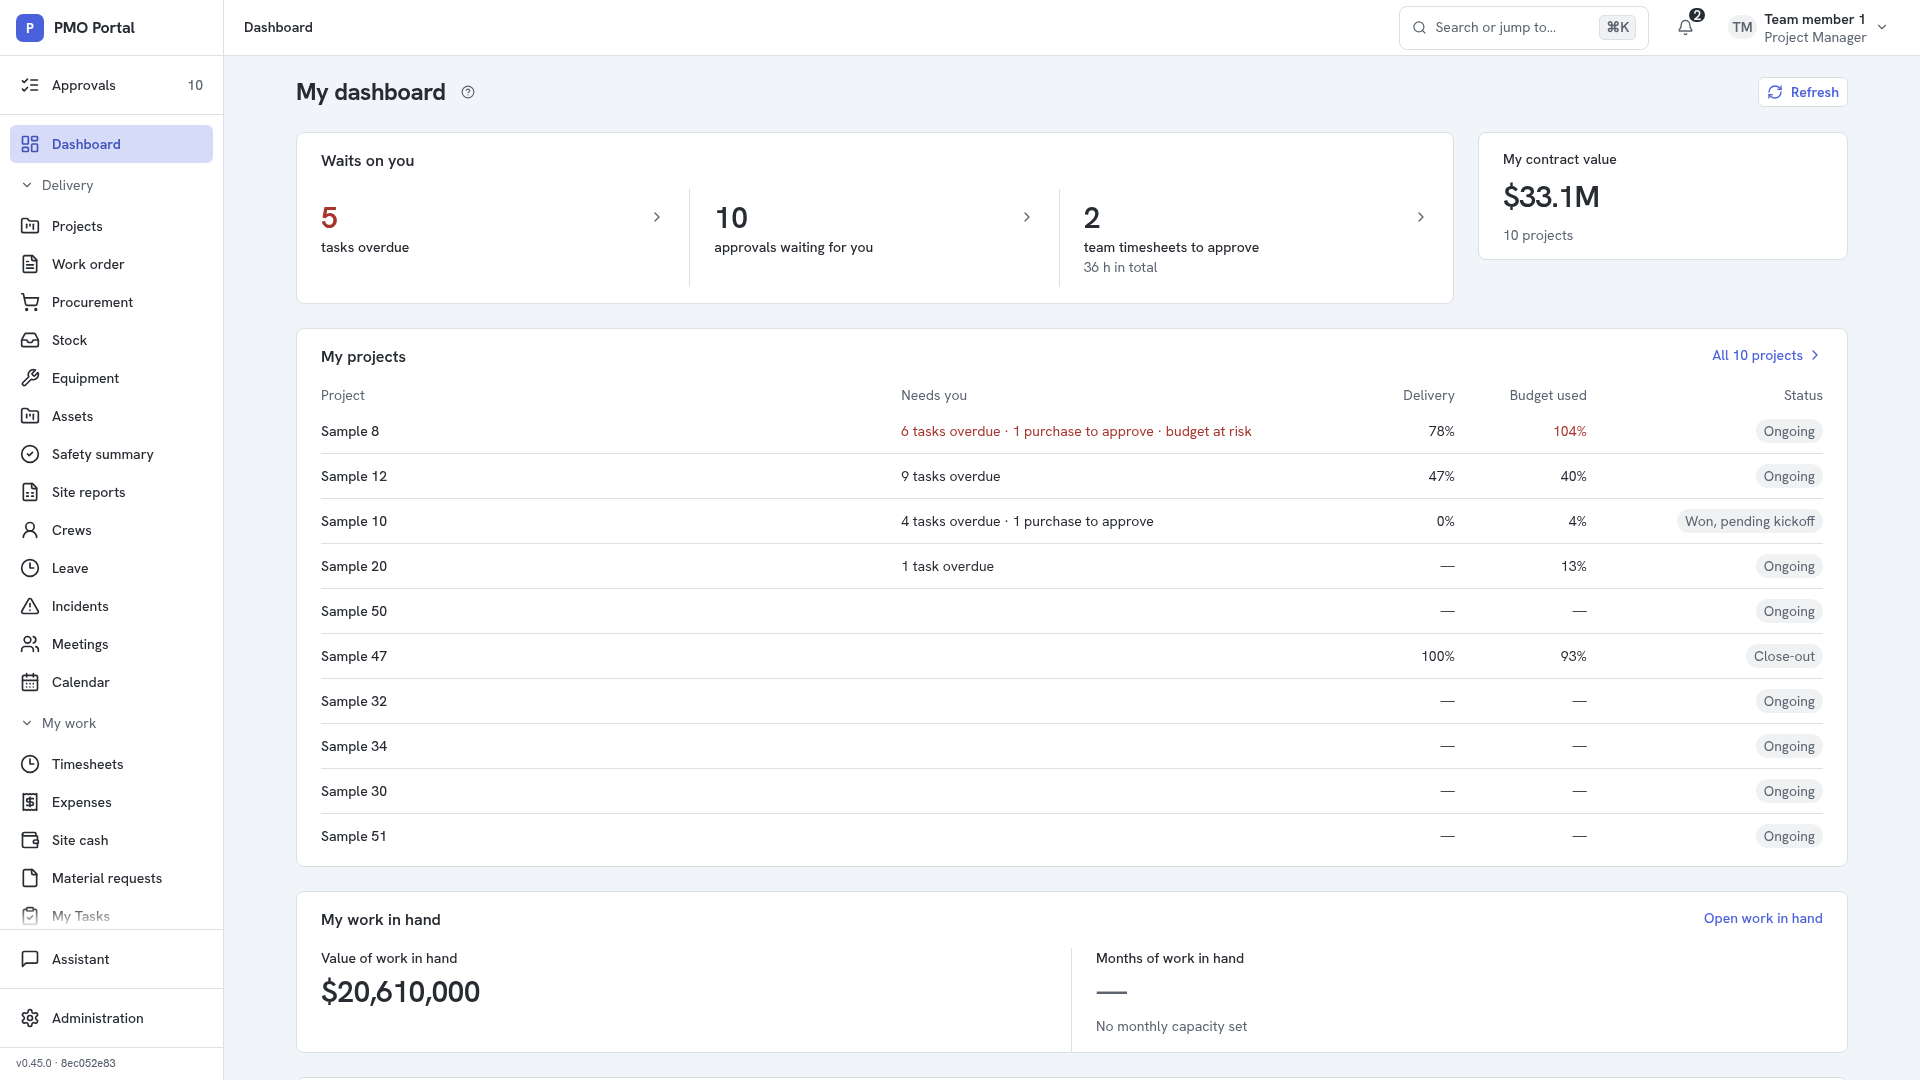 P PMO Portal
Dashboard
Search or jump to... ⌘K
2
TM Team member 1
Project Manager
Approvals 10
Dashboard
Delivery
Projects
Work order
Procurement
Stock
Equipment
Assets
Safety summary
Site reports
Crews
Leave
Incidents
Meetings
Calendar
My work
Timesheets
Expenses
Site cash
Material requests
My Tasks
Assistant
Administration
v0.45.0 · 8ec052e83
My dashboard
Refresh
Waits on you
5
tasks overdue
10
approvals waiting for you
2
team timesheets to approve
36 h in total
My contract value
$33.1M
10 projects
My projects
All 10 projects
Project Needs you Delivery Budget used Status
Sample 8 6 tasks overdue · 1 purchase to approve · budget at risk 78% 104% Ongoing
Sample 12 9 tasks overdue 47% 40% Ongoing
Sample 10 4 tasks overdue · 1 purchase to approve 0% 4% Won, pending kickoff
Sample 20 1 task overdue — 13% Ongoing
Sample 50 — — Ongoing
Sample 47 100% 93% Close-out
Sample 32 — — Ongoing
Sample 34 — — Ongoing
Sample 30 — — Ongoing
Sample 51 — — Ongoing
My work in hand
Open work in hand
Value of work in hand
$20,610,000
Months of work in hand
—
No monthly capacity set